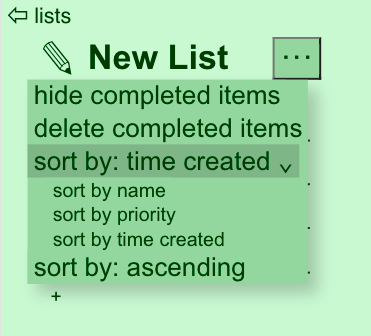 ⇦ lists
✎ New List ...
hide completed items
delete completed items
sort by: time created ⌄
sort by name
sort by priority
sort by time created
sort by: ascending
+